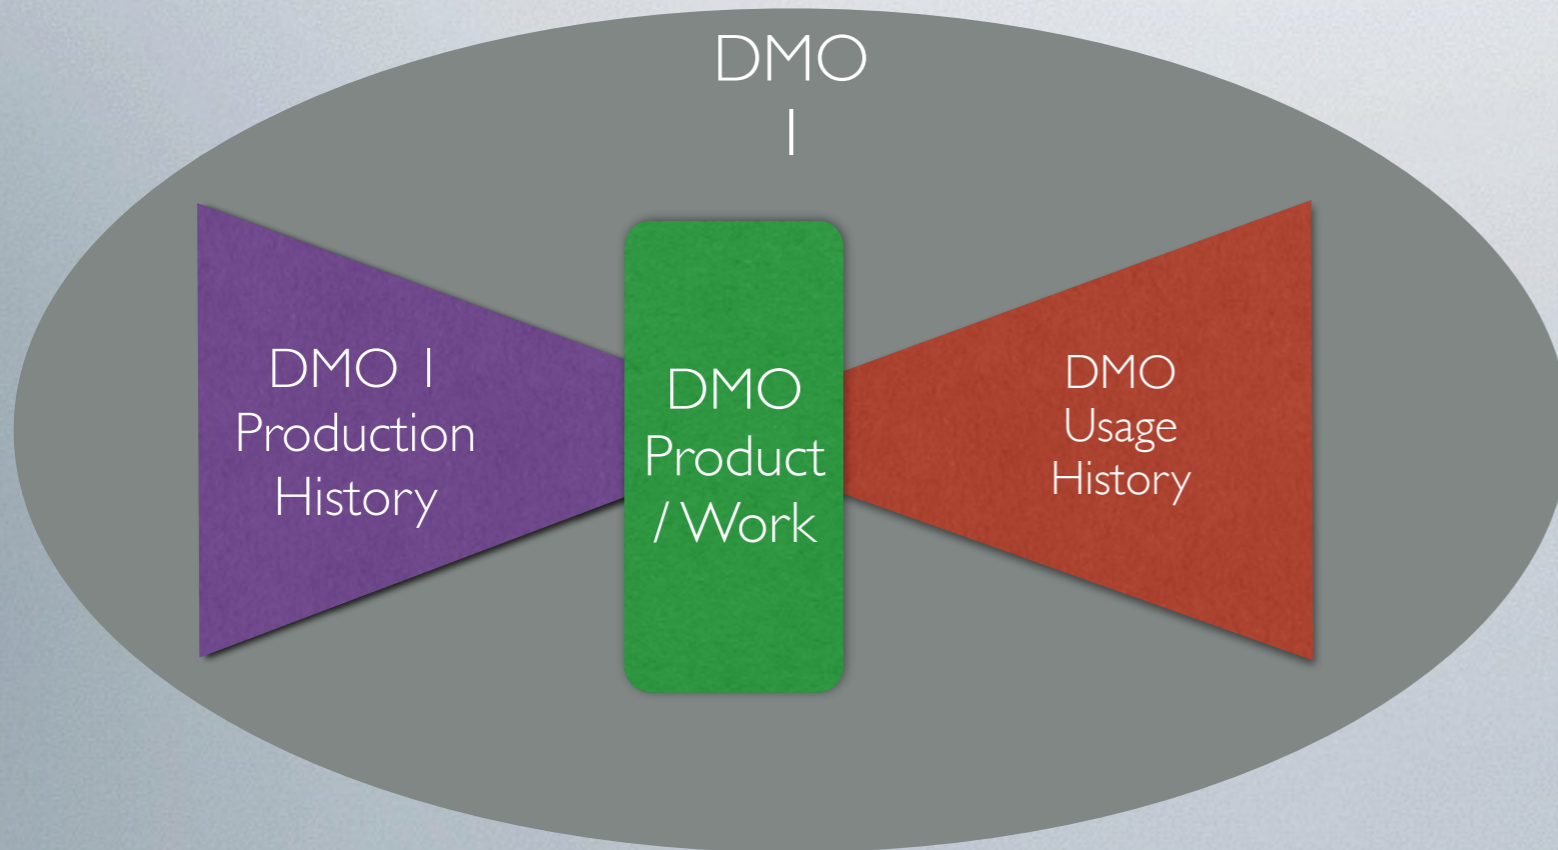 DMO
1
DMO 1
Production
History
DMO
Product
/ Work
DMO
Usage
History